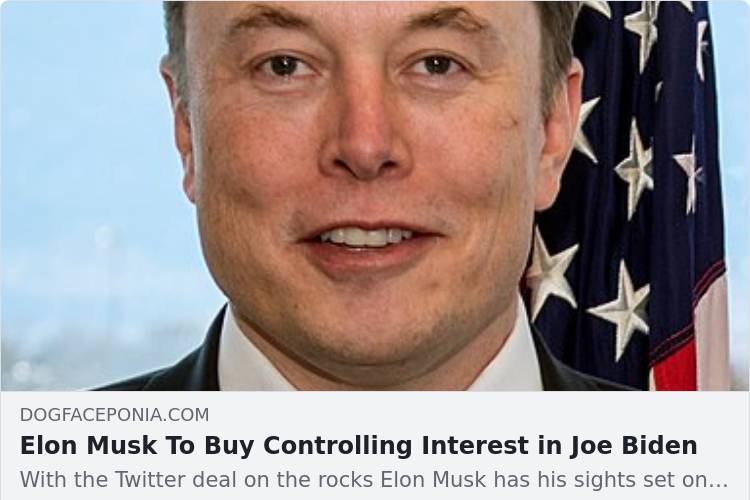 DOGFACEPONIA.COM
Elon Musk To Buy Controlling Interest in Joe Biden
With the Twitter deal on the rocks Elon Musk has his sights set on...